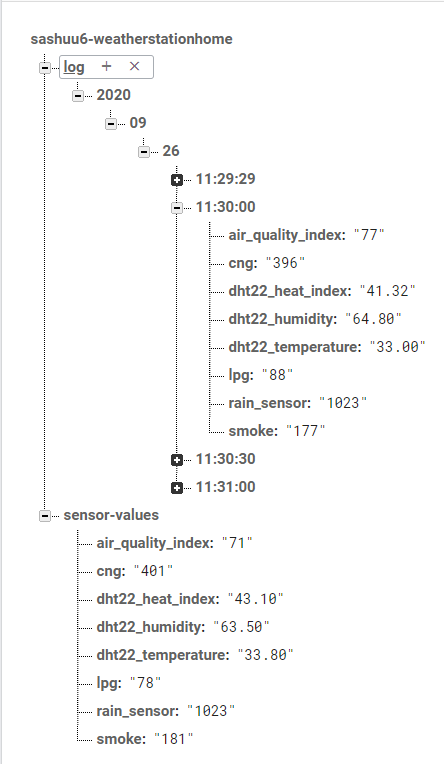 sashuu6-weatherstationhome
log + ×
2020
09
26
11:29:29
11:30:00
air_quality_index: "77"
cng: "396"
dht22_heat_index: "41.32"
dht22_humidity: "64.80"
dht22_temperature: "33.00"
lpg: "88"
rain_sensor: "1023"
smoke: "177"
11:30:30
11:31:00
sensor-values
air_quality_index: "71"
cng: "401"
dht22_heat_index: "43.10"
dht22_humidity: "63.50"
dht22_temperature: "33.80"
lpg: "78"
rain_sensor: "1023"
smoke: "181"